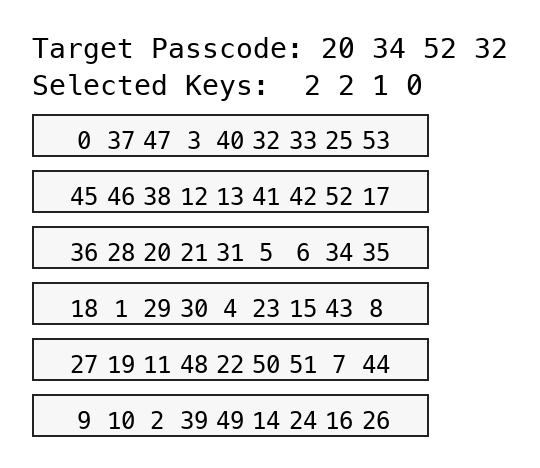 Target Passcode: 20 34 52 32
Selected Keys: 2 2 1 0
0 37 47 3 40 32 33 25 53
45 46 38 12 13 41 42 52 17
36 28 20 21 31 5 6 34 35
18 1 29 30 4 23 15 43 8
27 19 11 48 22 50 51 7 44
9 10 2 39 49 14 24 16 26